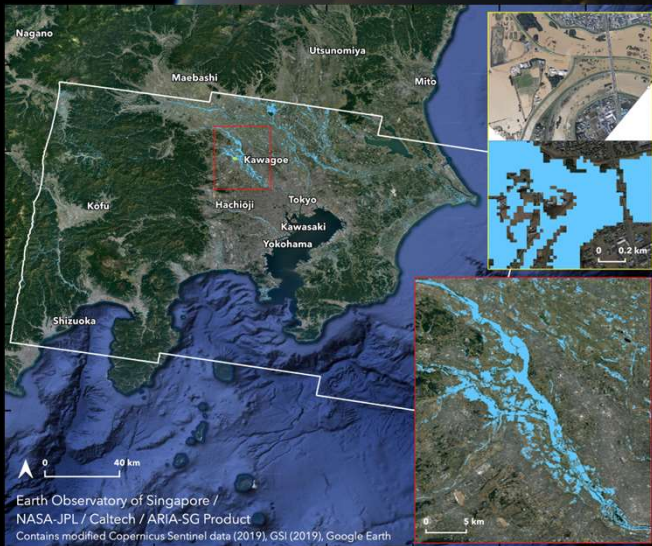 Nagano
Utsunomiya
Maebashi
Mito
Kawagoe
Kōfu
Hachiōji
Tokyo
Kawasaki
Yokohama
Shizuoka
0 0.2 km
0 40 km
0 5 km
Earth Observatory of Singapore /
NASA-JPL / Caltech / ARIA-SG Product
Contains modified Copernicus Sentinel data (2019), GSI (2019), Google Earth